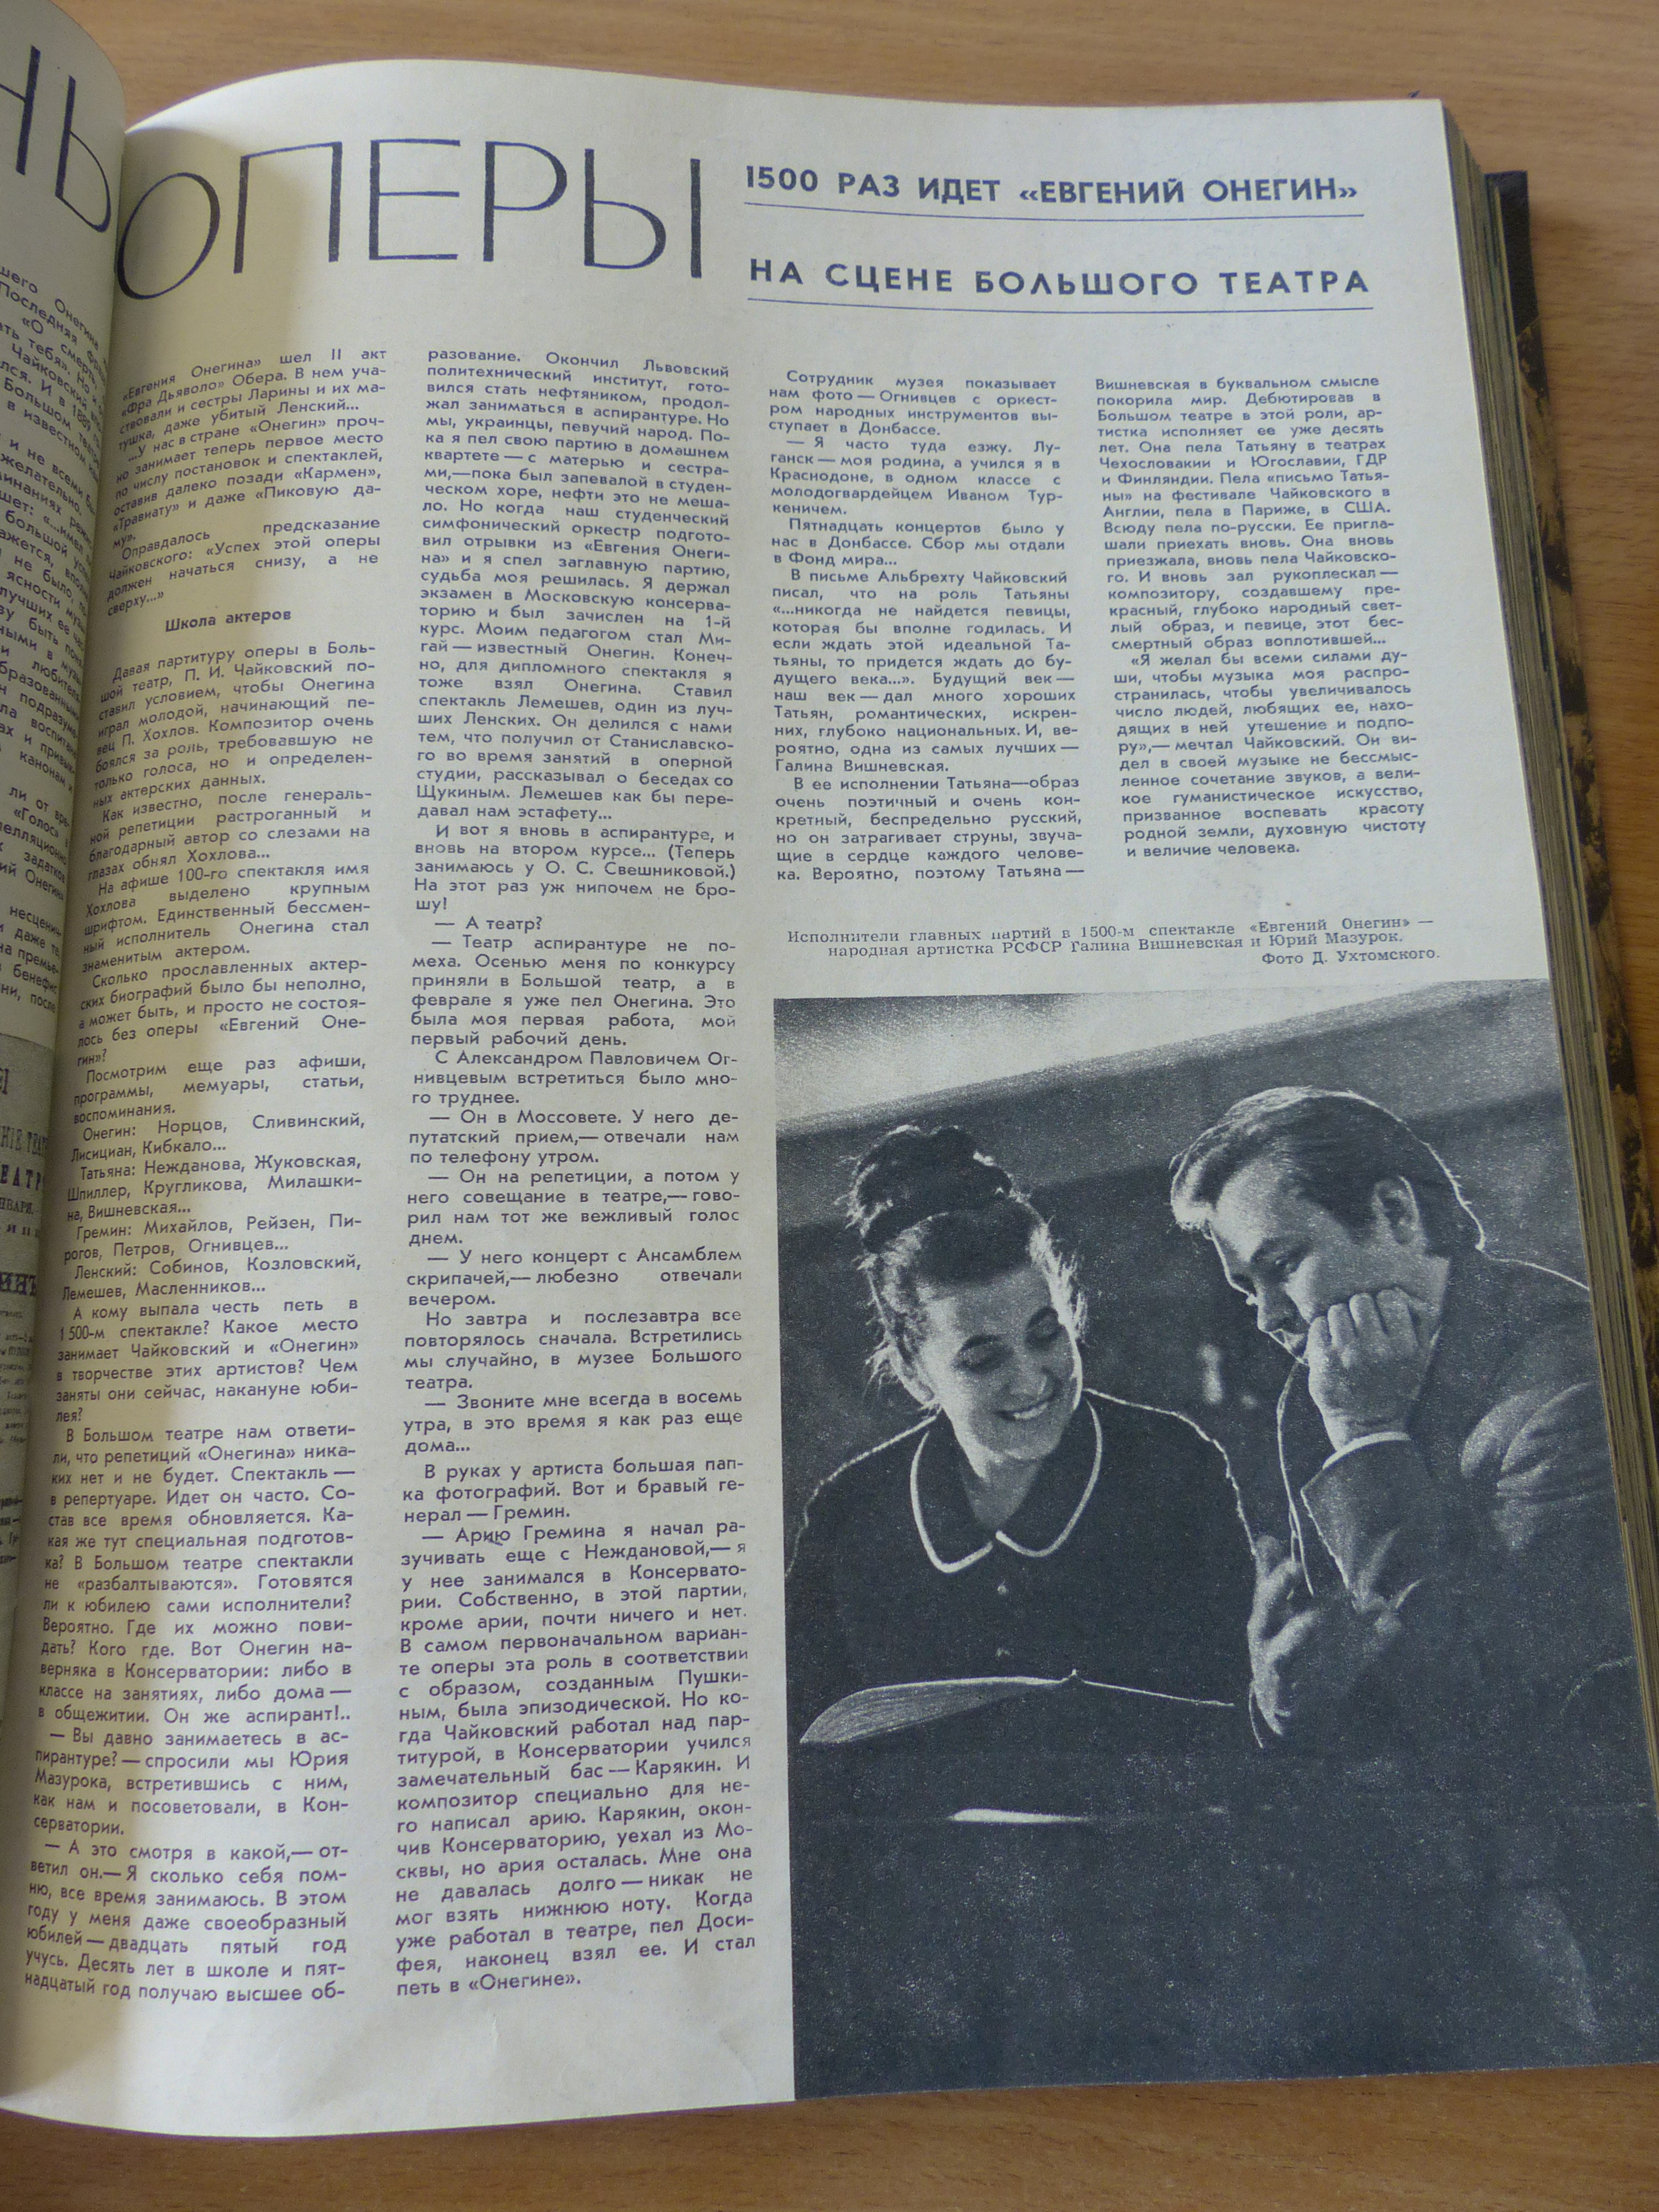 ОПЕРЫ
1500 РАЗ ИДЕТ «ЕВГЕНИЙ ОНЕГИН»
НА СЦЕНЕ БОЛЬШОГО ТЕАТРА
«Евгения Онегина» шел II акт
«Фра Дьяволо» Обера. В нем уча-
ствовали и сестры Ларины и их ма-
тушка, даже убитый Ленский...
...У нас в стране «Онегин» проч-
но занимает теперь первое место
по числу постановок и спектаклей,
оставив далеко позади «Кармен»,
«Травиату» и даже «Пиковую да-
му».
Оправдалось предсказание
Чайковского: «Успех этой оперы
должен начаться снизу, а не
сверху...»
Школа актеров
Давая партитуру оперы в Боль-
шой театр, П. И. Чайковский по-
ставил условием, чтобы Онегина
играл молодой, начинающий пе-
вец П. Хохлов. Композитор очень
боялся за роль, требовавшую не
только голоса, но и определен-
ных актерских данных.
Как известно, после генераль-
ной репетиции растроганный и
благодарный автор со слезами на
глазах обнял Хохлова...
На афише 100-го спектакля имя
Хохлова выделено крупным
шрифтом. Единственный бессмен-
ный исполнитель Онегина стал
знаменитым актером.
Сколько прославленных актер-
ских биографий было бы неполно,
а может быть, и просто не состоя-
лось без оперы «Евгений Оне-
гин»?
Посмотрим еще раз афиши,
программы, мемуары, статьи,
воспоминания.
Онегин: Норцов, Сливинский,
Лисициан, Кибкало...
Татьяна: Нежданова, Жуковская,
Шпиллер, Кругликова, Милашки-
на, Вишневская...
Гремин: Михайлов, Рейзен, Пи-
рогов, Петров, Огнивцев...
Ленский: Собинов, Козловский,
Лемешев, Масленников...
А кому выпала честь петь в
1 500-м спектакле? Какое место
занимает Чайковский и «Онегин»
в творчестве этих артистов? Чем
заняты они сейчас, накануне юби-
лея?
В Большом театре нам ответи-
ли, что репетиций «Онегина» ника-
ких нет и не будет. Спектакль —
в репертуаре. Идет он часто. Со-
став все время обновляется. Ка-
кая же тут специальная подготов-
ка? В Большом театре спектакли
не «разбалтываются». Готовятся
ли к юбилею сами исполнители?
Вероятно. Где их можно пови-
дать? Кого где. Вот Онегин на-
верняка в Консерватории: либо в
классе на занятиях, либо дома —
в общежитии. Он же аспирант!..
— Вы давно занимаетесь в ас-
пирантуре? — спросили мы Юрия
Мазурока, встретившись с ним,
как нам и посоветовали, в Кон-
серватории.
— А это смотря в какой,— от-
ветил он.— Я сколько себя пом-
ню, все время занимаюсь. В этом
году у меня даже своеобразный
юбилей — двадцать пятый год
учусь. Десять лет в школе и пят-
надцатый год получаю высшее об-
разование. Окончил Львовский
политехнический институт, гото-
вился стать нефтяником, продол-
жал заниматься в аспирантуре. Но
мы, украинцы, певучий народ. По-
ка я пел свою партию в домашнем
квартете — с матерью и сестра-
ми,—пока был запевалой в студен-
ческом хоре, нефти это не меша-
ло. Но когда наш студенческий
симфонический оркестр подгото-
вил отрывки из «Евгения Онеги-
на» и я спел заглавную партию,
судьба моя решилась. Я держал
экзамен в Московскую консерва-
торию и был зачислен на 1-й
курс. Моим педагогом стал Ми-
гай — известный Онегин. Конеч-
но, для дипломного спектакля я
тоже взял Онегина. Ставил
спектакль Лемешев, один из луч-
ших Ленских. Он делился с нами
тем, что получил от Станиславско-
го во время занятий в оперной
студии, рассказывал о беседах со
Щукиным. Лемешев как бы пере-
давал нам эстафету...
И вот я вновь в аспирантуре, и
вновь на втором курсе... (Теперь
занимаюсь у О. С. Свешниковой.)
На этот раз уж нипочем не бро-
шу!
— А театр?
— Театр аспирантуре не по-
меха. Осенью меня по конкурсу
приняли в Большой театр, а в
феврале я уже пел Онегина. Это
была моя первая работа, мой
первый рабочий день.
С Александром Павловичем Ог-
нивцевым встретиться было мно-
го труднее.
— Он в Моссовете. У него де-
путатский прием,— отвечали нам
по телефону утром.
— Он на репетиции, а потом у
него совещание в театре,— гово-
рил нам тот же вежливый голос
днем.
— У него концерт с Ансамблем
скрипачей,— любезно отвечали
вечером.
Но завтра и послезавтра все
повторялось сначала. Встретились
мы случайно, в музее Большого
театра.
— Звоните мне всегда в восемь
утра, в это время я как раз еще
дома...
В руках у артиста большая пап-
ка фотографий. Вот и бравый ге-
нерал — Гремин.
— Арию Гремина я начал ра-
зучивать еще с Неждановой,— я
у нее занимался в Консервато-
рии. Собственно, в этой партии,
кроме арии, почти ничего и нет.
В самом первоначальном вариан-
те оперы эта роль в соответствии
с образом, созданным Пушки-
ным, была эпизодической. Но ко-
гда Чайковский работал над пар-
титурой, в Консерватории учился
замечательный бас — Карякин. И
композитор специально для не-
го написал арию. Карякин, окон-
чив Консерваторию, уехал из Мо-
сквы, но ария осталась. Мне она
не давалась долго — никак не
мог взять нижнюю ноту. Когда
уже работал в театре, пел Доси-
фея, наконец взял ее. И стал
петь в «Онегине».
Сотрудник музея показывает
нам фото — Огнивцев с оркест-
ром народных инструментов вы-
ступает в Донбассе.
— Я часто туда езжу. Лу-
ганск — моя родина, а учился я в
Краснодоне, в одном классе с
молодогвардейцем Иваном Тур-
кеничем.
Пятнадцать концертов было у
нас в Донбассе. Сбор мы отдали
в Фонд мира...
В письме Альбрехту Чайковский
писал, что на роль Татьяны
«...никогда не найдется певицы,
которая бы вполне годилась. И
если ждать этой идеальной Та-
тьяны, то придется ждать до бу-
дущего века...». Будущий век —
наш век — дал много хороших
Татьян, романтических, искрен-
них, глубоко национальных. И, ве-
роятно, одна из самых лучших —
Галина Вишневская.
В ее исполнении Татьяна—образ
очень поэтичный и очень кон-
кретный, беспредельно русский,
но он затрагивает струны, звуча-
щие в сердце каждого челове-
ка. Вероятно, поэтому Татьяна —
Вишневская в буквальном смысле
покорила мир. Дебютировав в
Большом театре в этой роли, ар-
тистка исполняет ее уже десять
лет. Она пела Татьяну в театрах
Чехословакии и Югославии, ГДР
и Финляндии. Пела «письмо Татья-
ны» на фестивале Чайковского в
Англии, пела в Париже, в США.
Всюду пела по-русски. Ее пригла-
шали приехать вновь. Она вновь
приезжала, вновь пела Чайковско-
го. И вновь зал рукоплескал —
композитору, создавшему пре-
красный, глубоко народный свет-
лый образ, и певице, этот бес-
смертный образ воплотившей...
«Я желал бы всеми силами ду-
ши, чтобы музыка моя распро-
странилась, чтобы увеличивалось
число людей, любящих ее, нахо-
дящих в ней утешение и подпо-
ру»,— мечтал Чайковский. Он ви-
дел в своей музыке не бессмыс-
ленное сочетание звуков, а вели-
кое гуманистическое искусство,
призванное воспевать красоту
родной земли, духовную чистоту
и величие человека.
Исполнители главных партий в 1500-м спектакле «Евгений Онегин» —
народная артистка РСФСР Галина Вишневская и Юрий Мазурок.
Фото Д. Ухтомского.